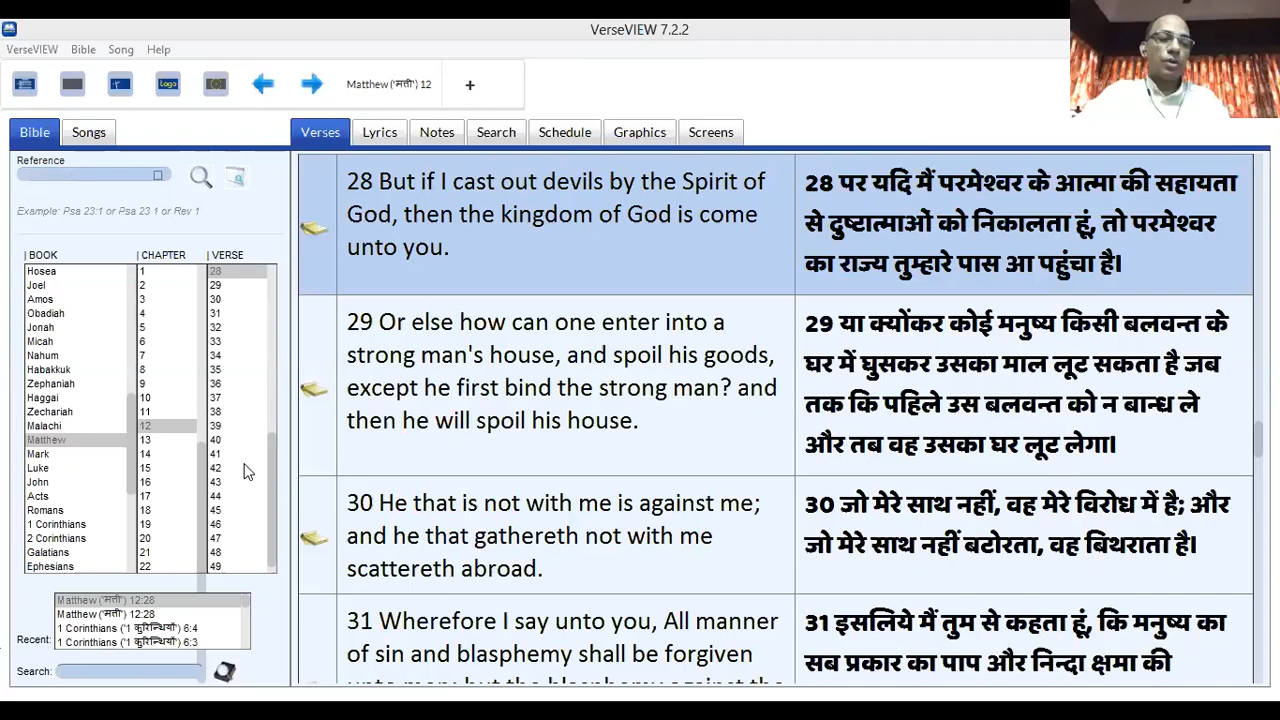 VerseVIEW 7.2.2
VerseVIEW Bible Song Help
Logo
Matthew ('मत्ती') 12 +
Bible Songs
Verses Lyrics Notes Search Schedule Graphics Screens
Reference
Example: Psa 23:1 or Psa 23 1 or Rev 1
BOOK CHAPTER VERSE
Hosea 1 28
Joel 2 29
Amos 3 30
Obadiah 4 31
Jonah 5 32
Micah 6 33
Nahum 7 34
Habakkuk 8 35
Zephaniah 9 36
Haggai 10 37
Zechariah 11 38
Malachi 12 39
Matthew 13 40
Mark 14 41
Luke 15 42
John 16 43
Acts 17 44
Romans 18 45
1 Corinthians 19 46
2 Corinthians 20 47
Galatians 21 48
Ephesians 22 49
Matthew ('मत्ती') 12:28
Matthew ('मत्ती') 12:28
1 Corinthians ('1 कुरिन्थियों') 6:4
Recent: 1 Corinthians ('1 कुरिन्थियों') 6:3
Search:
28 But if I cast out devils by the Spirit of
God, then the kingdom of God is come
unto you.
28 पर यदि मैं परमेश्वर के आत्मा की सहायता
से दुष्टात्माओं को निकालता हूं, तो परमेश्वर
का राज्य तुम्हारे पास आ पहुंचा है।
29 Or else how can one enter into a
strong man's house, and spoil his goods,
except he first bind the strong man? and
then he will spoil his house.
29 या क्योंकर कोई मनुष्य किसी बलवन्त के
घर में घुसकर उसका माल लूट सकता है जब
तक कि पहिले उस बलवन्त को न बान्ध ले
और तब वह उसका घर लूट लेगा।
30 He that is not with me is against me;
and he that gathereth not with me
scattereth abroad.
30 जो मेरे साथ नहीं, वह मेरे विरोध में है; और
जो मेरे साथ नहीं बटोरता, वह बिथराता है।
31 Wherefore I say unto you, All manner
of sin and blasphemy shall be forgiven
unto men: but the blasphemy against the
31 इसलिये मैं तुम से कहता हूं, कि मनुष्य का
सब प्रकार का पाप और निन्दा क्षमा की